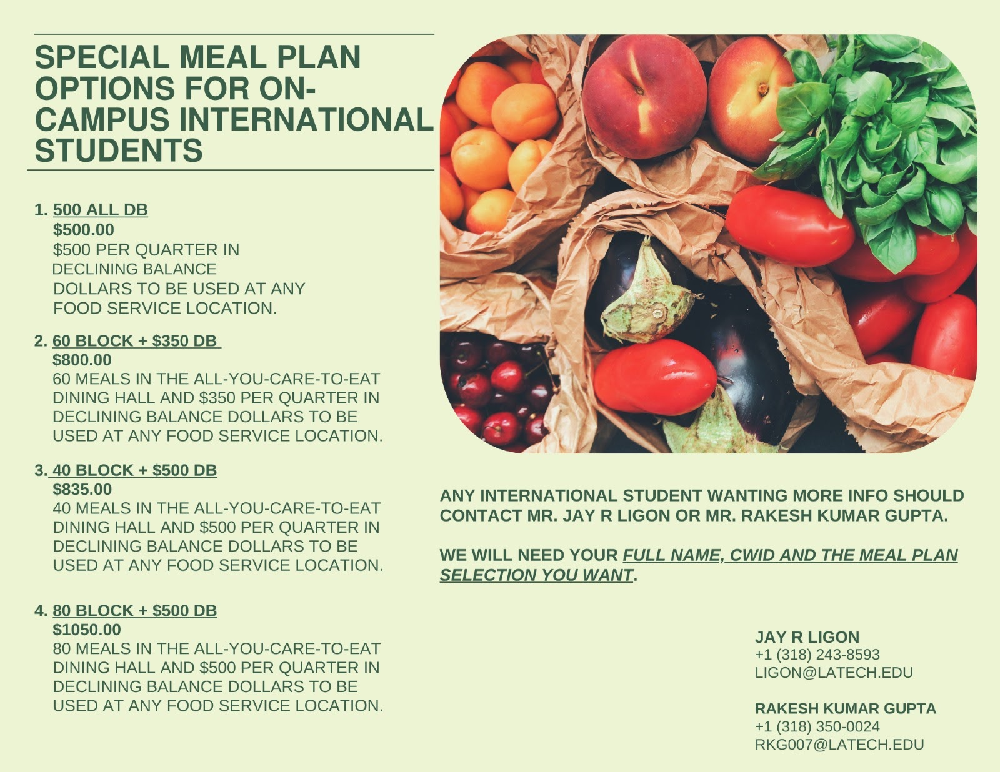 SPECIAL MEAL PLAN
OPTIONS FOR ON-
CAMPUS INTERNATIONAL
STUDENTS
1. 500 ALL DB
$500.00
$500 PER QUARTER IN
DECLINING BALANCE
DOLLARS TO BE USED AT ANY
FOOD SERVICE LOCATION.
2. 60 BLOCK + $350 DB
$800.00
60 MEALS IN THE ALL-YOU-CARE-TO-EAT
DINING HALL AND $350 PER QUARTER IN
DECLINING BALANCE DOLLARS TO BE
USED AT ANY FOOD SERVICE LOCATION.
3. 40 BLOCK + $500 DB
$835.00
40 MEALS IN THE ALL-YOU-CARE-TO-EAT
DINING HALL AND $500 PER QUARTER IN
DECLINING BALANCE DOLLARS TO BE
USED AT ANY FOOD SERVICE LOCATION.
4. 80 BLOCK + $500 DB
$1050.00
80 MEALS IN THE ALL-YOU-CARE-TO-EAT
DINING HALL AND $500 PER QUARTER IN
DECLINING BALANCE DOLLARS TO BE
USED AT ANY FOOD SERVICE LOCATION.
ANY INTERNATIONAL STUDENT WANTING MORE INFO SHOULD
CONTACT MR. JAY R LIGON OR MR. RAKESH KUMAR GUPTA.
WE WILL NEED YOUR FULL NAME, CWID AND THE MEAL PLAN
SELECTION YOU WANT.
JAY R LIGON
+1 (318) 243-8593
LIGON@LATECH.EDU
RAKESH KUMAR GUPTA
+1 (318) 350-0024
RKG007@LATECH.EDU